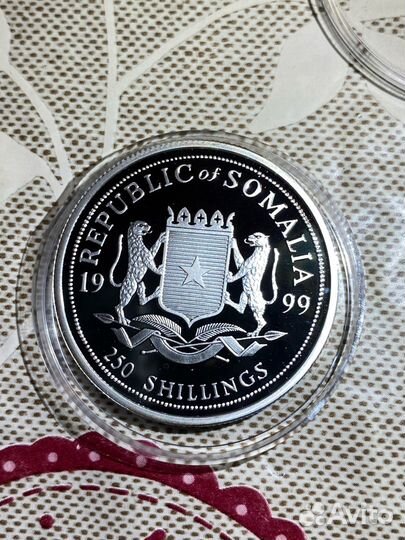 REPUBLIC of SOMALIA
19 99
250 SHILLINGS
Avito